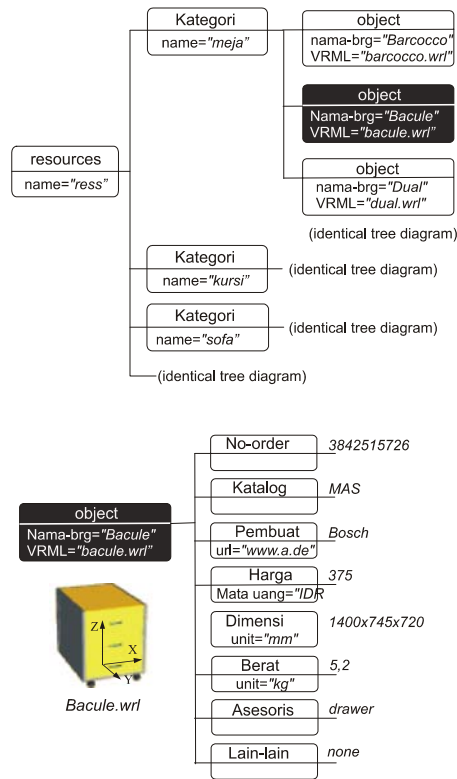 Kategori
name="meja"
object
nama-brg="Barcocco"
VRML="barcocco.wrl"
object
Nama-brg="Bacule"
VRML="bacule.wrl"
resources
name="ress"
object
nama-brg="Dual"
VRML="dual.wrl"
(identical tree diagram)
Kategori
name="kursi"
(identical tree diagram)
Kategori
name="sofa"
(identical tree diagram)
(identical tree diagram)
object
Nama-brg="Bacule"
VRML="bacule.wrl"
Z
X
Y
Bacule.wrl
No-order
3842515726
Katalog
MAS
Pembuat
url="www.a.de"
Bosch
Harga
Mata uang="IDR
375
Dimensi
unit="mm"
1400x745x720
Berat
unit="kg"
5,2
Asesoris
drawer
Lain-lain
none